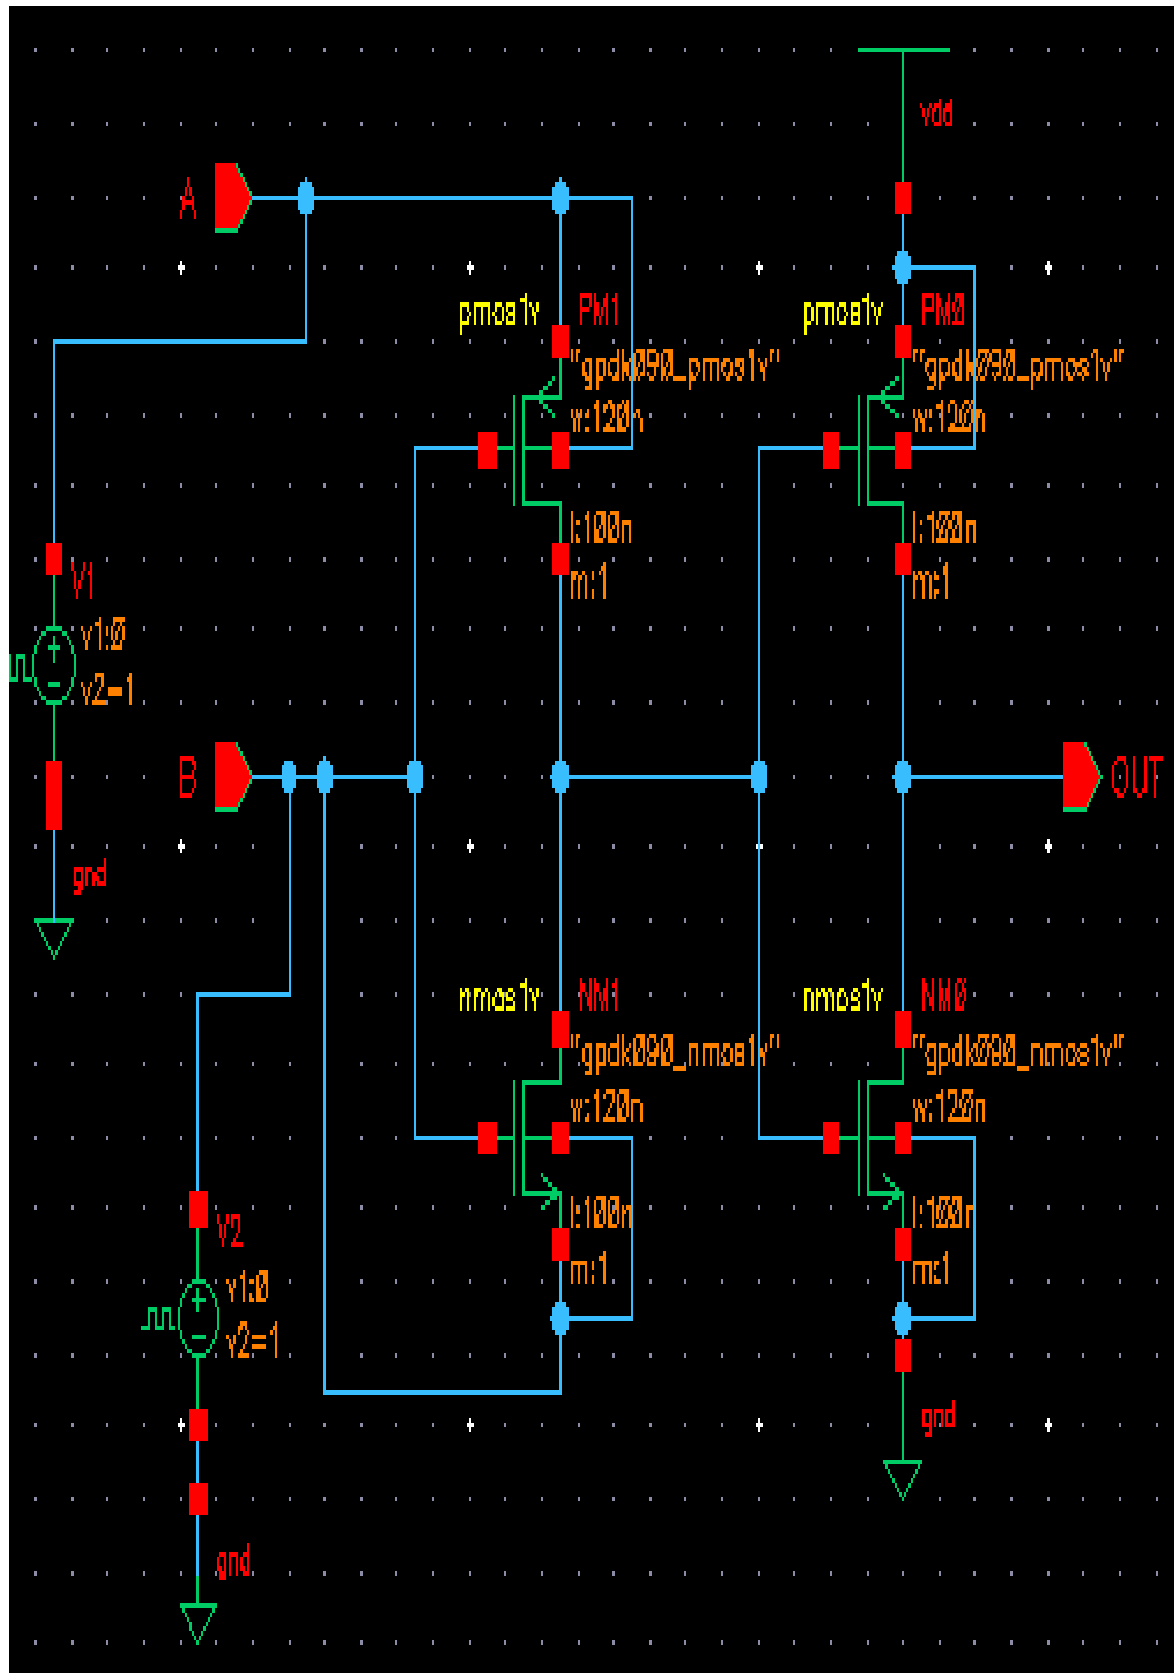 vdd
A
pmos1v PM1
"gpdk090_pmos1v"
w:120n
l:100n
m:1
pmos1v PM0
"gpdk090_pmos1v"
w:120n
l:100n
m:1
V1
v1:0
v2=1
gnd
B
OUT
nmos1v NM1
"gpdk090_nmos1v"
w:120n
l:100n
m:1
nmos1v NM0
"gpdk090_nmos1v"
w:120n
l:100n
m:1
V2
v1:0
v2=1
gnd
gnd